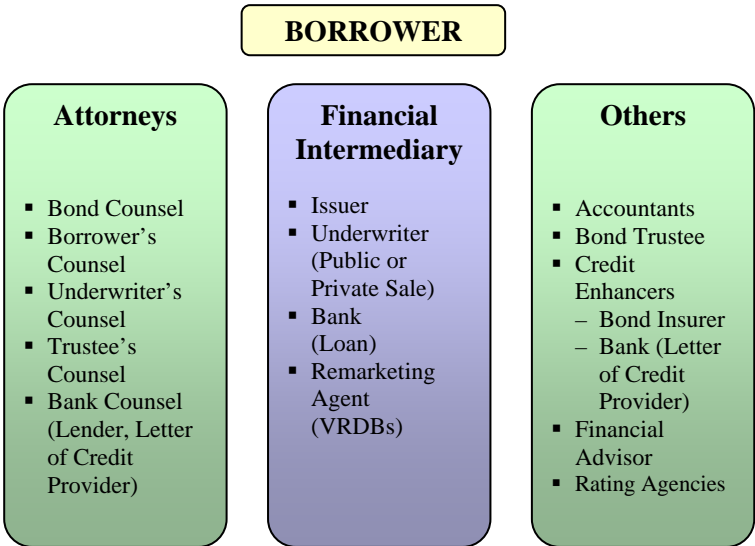 BORROWER
Attorneys
▪ Bond Counsel
▪ Borrower's
Counsel
▪ Underwriter's
Counsel
▪ Trustee's
Counsel
▪ Bank Counsel
(Lender, Letter
of Credit
Provider)
Financial
Intermediary
▪ Issuer
▪ Underwriter
(Public or
Private Sale)
▪ Bank
(Loan)
▪ Remarketing
Agent
(VRDBs)
Others
▪ Accountants
▪ Bond Trustee
▪ Credit
Enhancers
– Bond Insurer
– Bank (Letter
of Credit
Provider)
▪ Financial
Advisor
▪ Rating Agencies